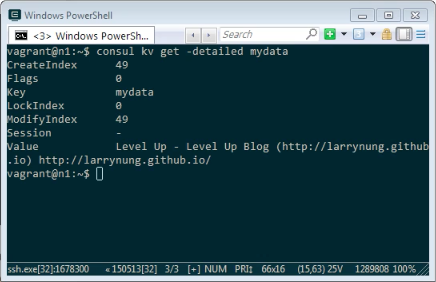 Windows PowerShell
<3> Windows PowerSh...
Search
vagrant@n1:~$ consul kv get -detailed mydata
CreateIndex 49
Flags 0
Key mydata
LockIndex 0
ModifyIndex 49
Session -
Value Level Up - Level Up Blog (http://larrynung.github
.io) http://larrynung.github.io/
vagrant@n1:~$
ssh.exe[32]:1678300 « 150513[32] 3/3 [+] NUM PRI‡ 66x16 (15,63) 25V 1289808 100%